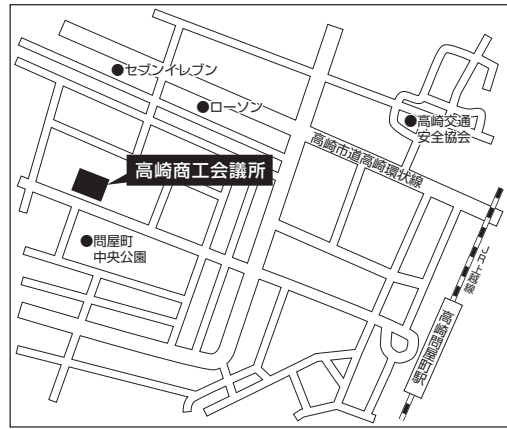 ●セブンイレブン
●ローソン
●高崎交通
安全協会
高崎市道高崎環状線
高崎商工会議所
●問屋町
中央公園
JR上越線
高崎問屋町駅